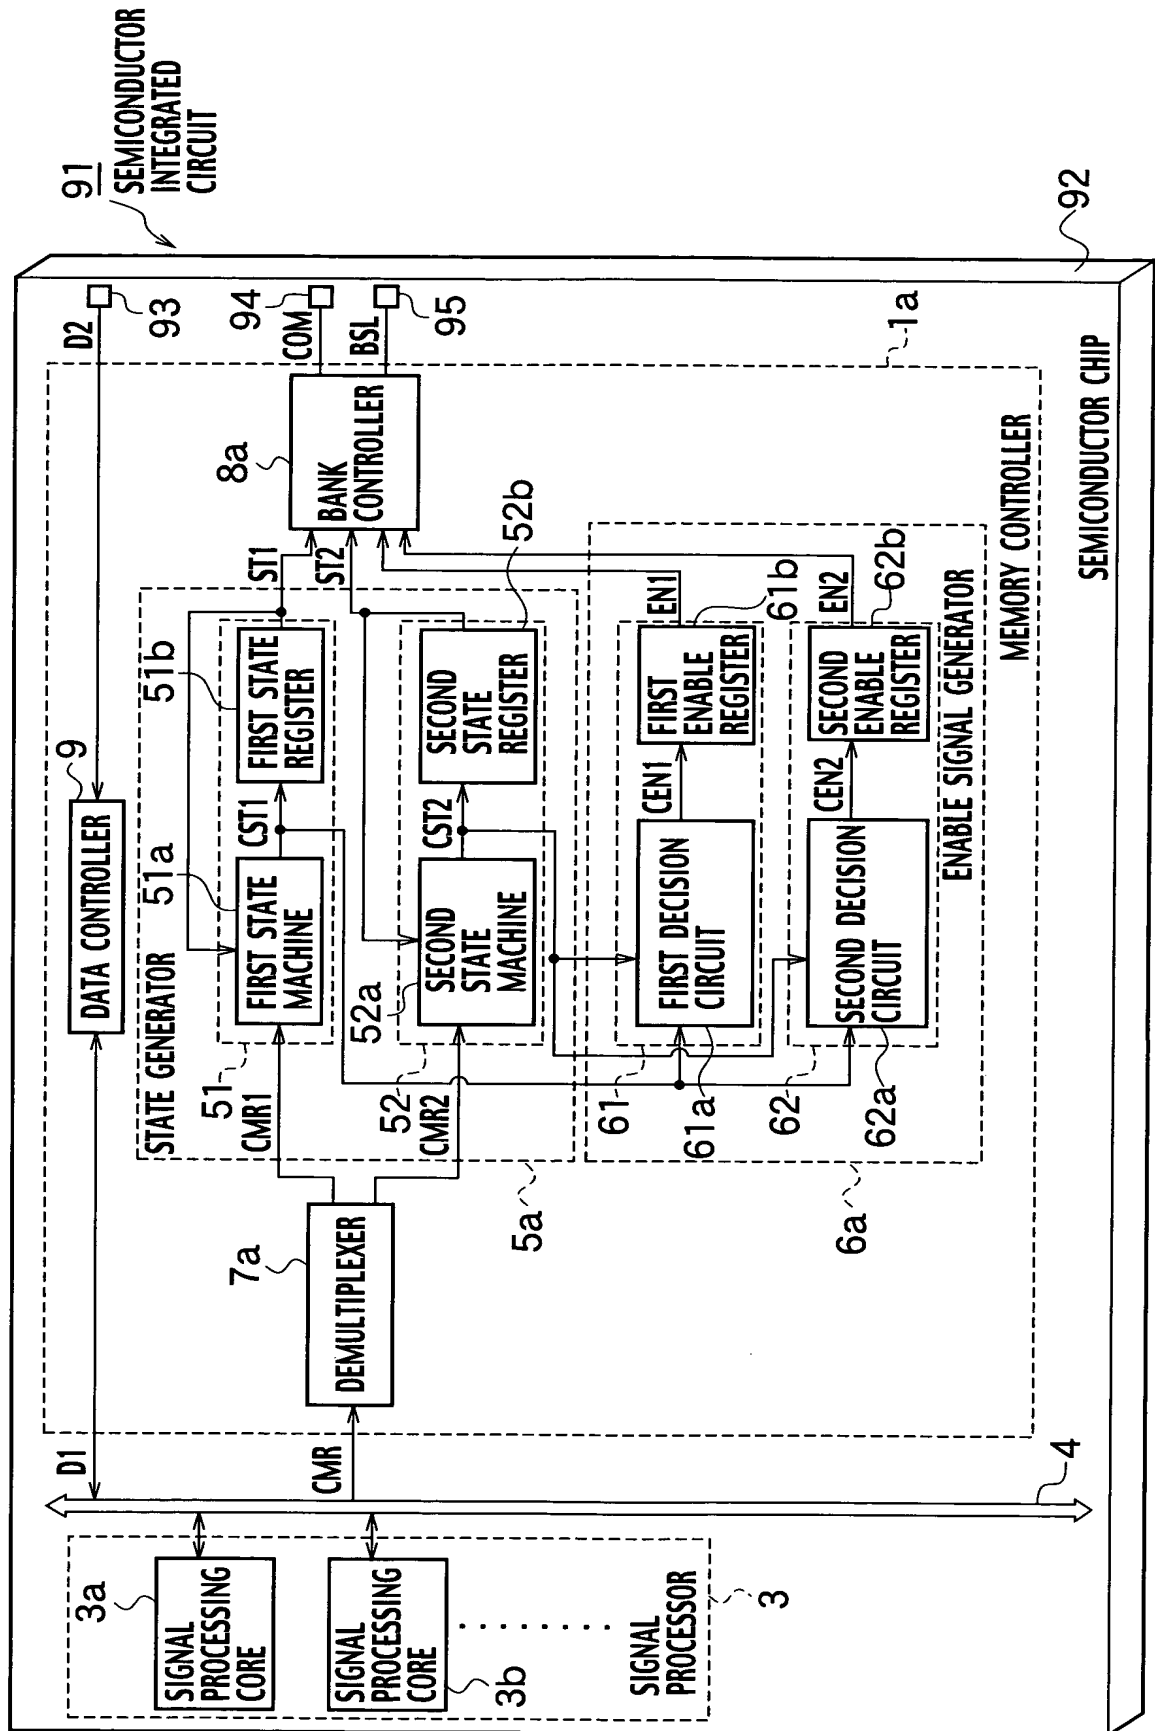 91
SEMICONDUCTOR
INTEGRATED
CIRCUIT
92
D1
9
DATA CONTROLLER
D2
93
STATE GENERATOR
51
CMR1
51a
FIRST STATE
MACHINE
CST1
51b
FIRST STATE
REGISTER
ST1
8a
BANK
CONTROLLER
COM
94
BSL
95
3a
SIGNAL
PROCESSING
CORE
3b
SIGNAL
PROCESSING
CORE
SIGNAL
PROCESSOR
3
4
CMR
7a
DEMULTIPLEXER
CMR2
52
52a
SECOND
STATE
MACHINE
CST2
SECOND
STATE
REGISTER
52b
ST2
5a
61
61a
FIRST DECISION
CIRCUIT
CEN1
FIRST
ENABLE
REGISTER
61b
EN1
62
62a
SECOND DECISION
CIRCUIT
CEN2
SECOND
ENABLE
REGISTER
62b
EN2
6a
ENABLE SIGNAL GENERATOR
MEMORY CONTROLLER
1a
SEMICONDUCTOR CHIP